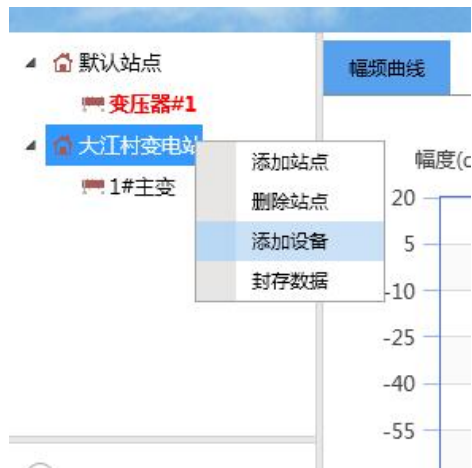 默认站点
变压器#1
大江村变电站
1#主变
添加站点
删除站点
添加设备
封存数据
幅频曲线
幅度(
20
5
-10
-25
-40
-55